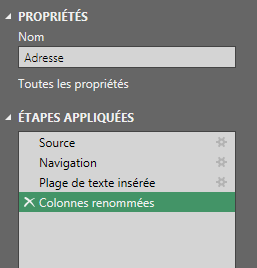 PROPRIÉTÉS
Nom
Adresse
Toutes les propriétés
ÉTAPES APPLIQUÉES
Source
Navigation
Plage de texte insérée
Colonnes renommées